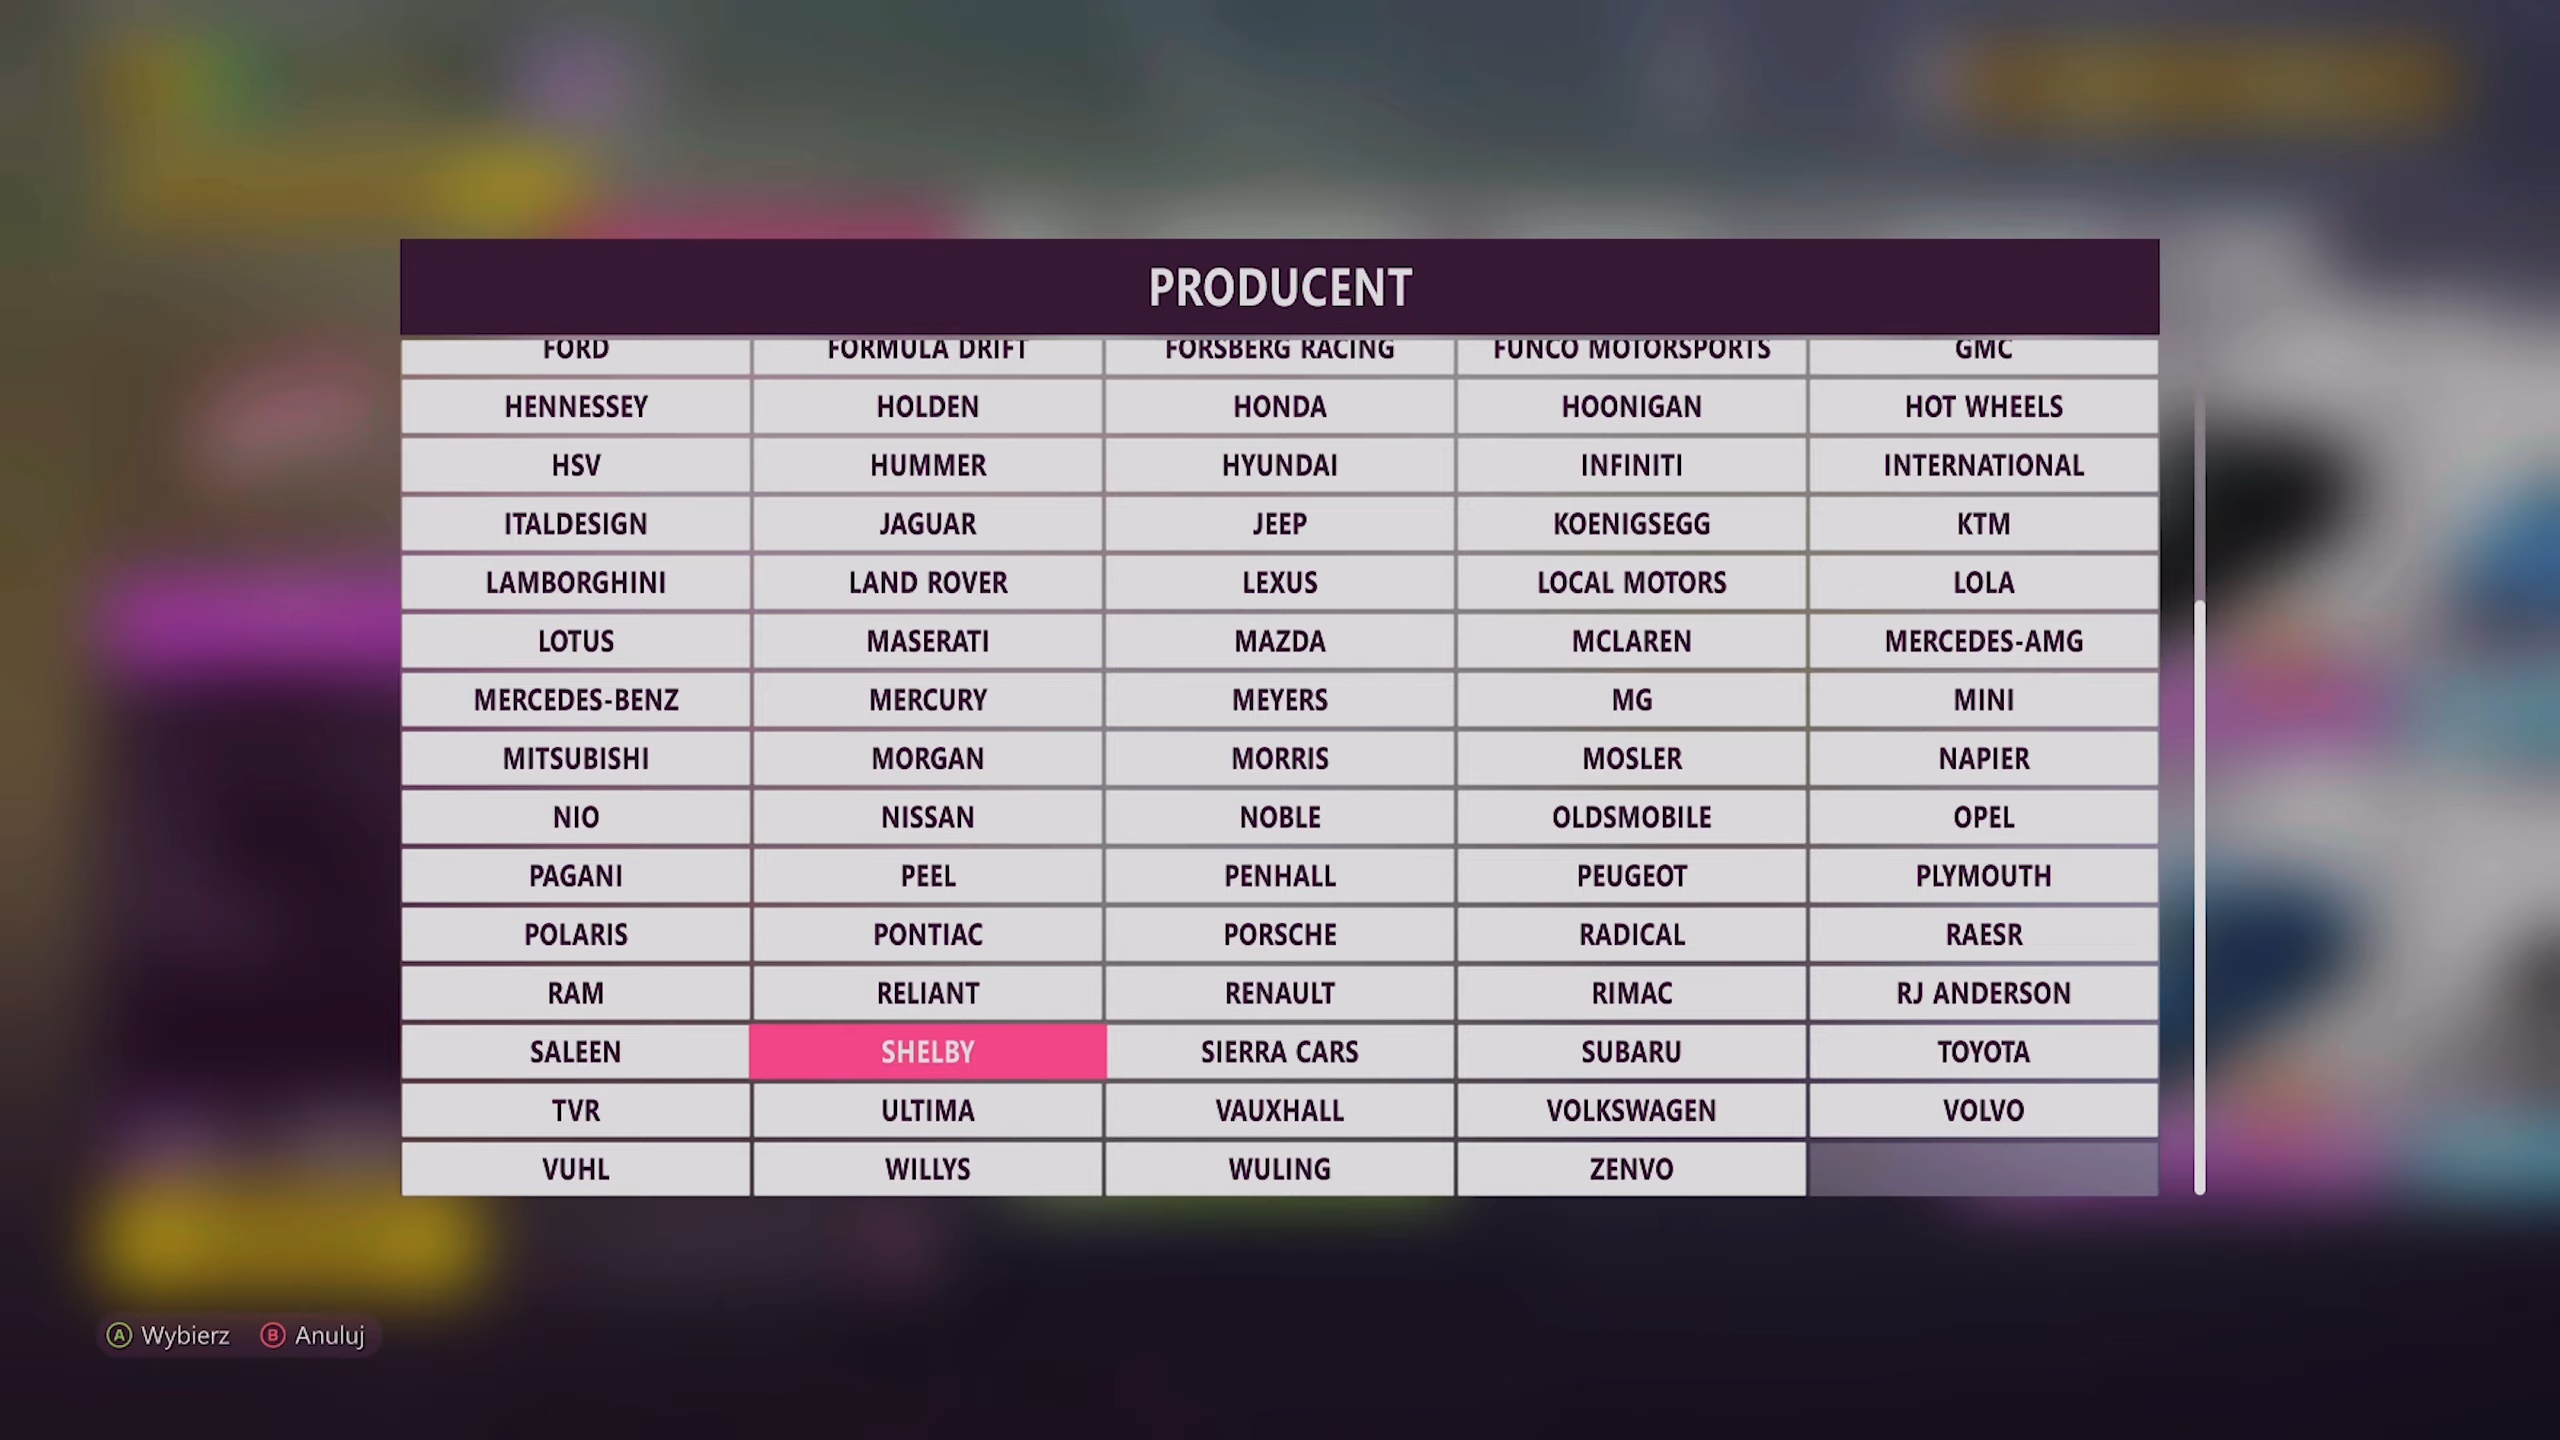 PRODUCENT
FORD FORMULA DRIFT FORSBERG RACING FUNCO MOTORSPORTS GMC
HENNESSEY HOLDEN HONDA HOONIGAN HOT WHEELS
HSV HUMMER HYUNDAI INFINITI INTERNATIONAL
ITALDESIGN JAGUAR JEEP KOENIGSEGG KTM
LAMBORGHINI LAND ROVER LEXUS LOCAL MOTORS LOLA
LOTUS MASERATI MAZDA MCLAREN MERCEDES-AMG
MERCEDES-BENZ MERCURY MEYERS MG MINI
MITSUBISHI MORGAN MORRIS MOSLER NAPIER
NIO NISSAN NOBLE OLDSMOBILE OPEL
PAGANI PEEL PENHALL PEUGEOT PLYMOUTH
POLARIS PONTIAC PORSCHE RADICAL RAESR
RAM RELIANT RENAULT RIMAC RJ ANDERSON
SALEEN SHELBY SIERRA CARS SUBARU TOYOTA
TVR ULTIMA VAUXHALL VOLKSWAGEN VOLVO
VUHL WILLYS WULING ZENVO
A Wybierz B Anuluj